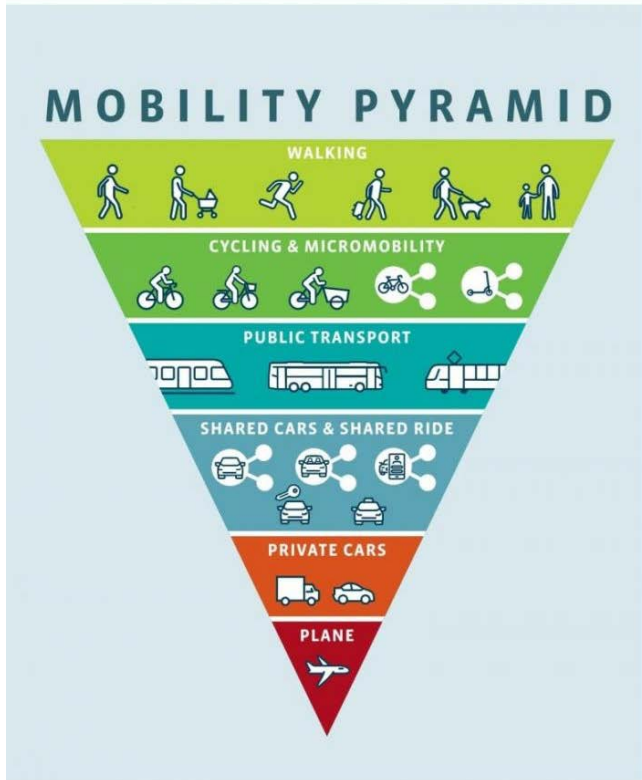 MOBILITY PYRAMID
WALKING
CYCLING & MICROMOBILITY
PUBLIC TRANSPORT
SHARED CARS & SHARED RIDE
PRIVATE CARS
PLANE